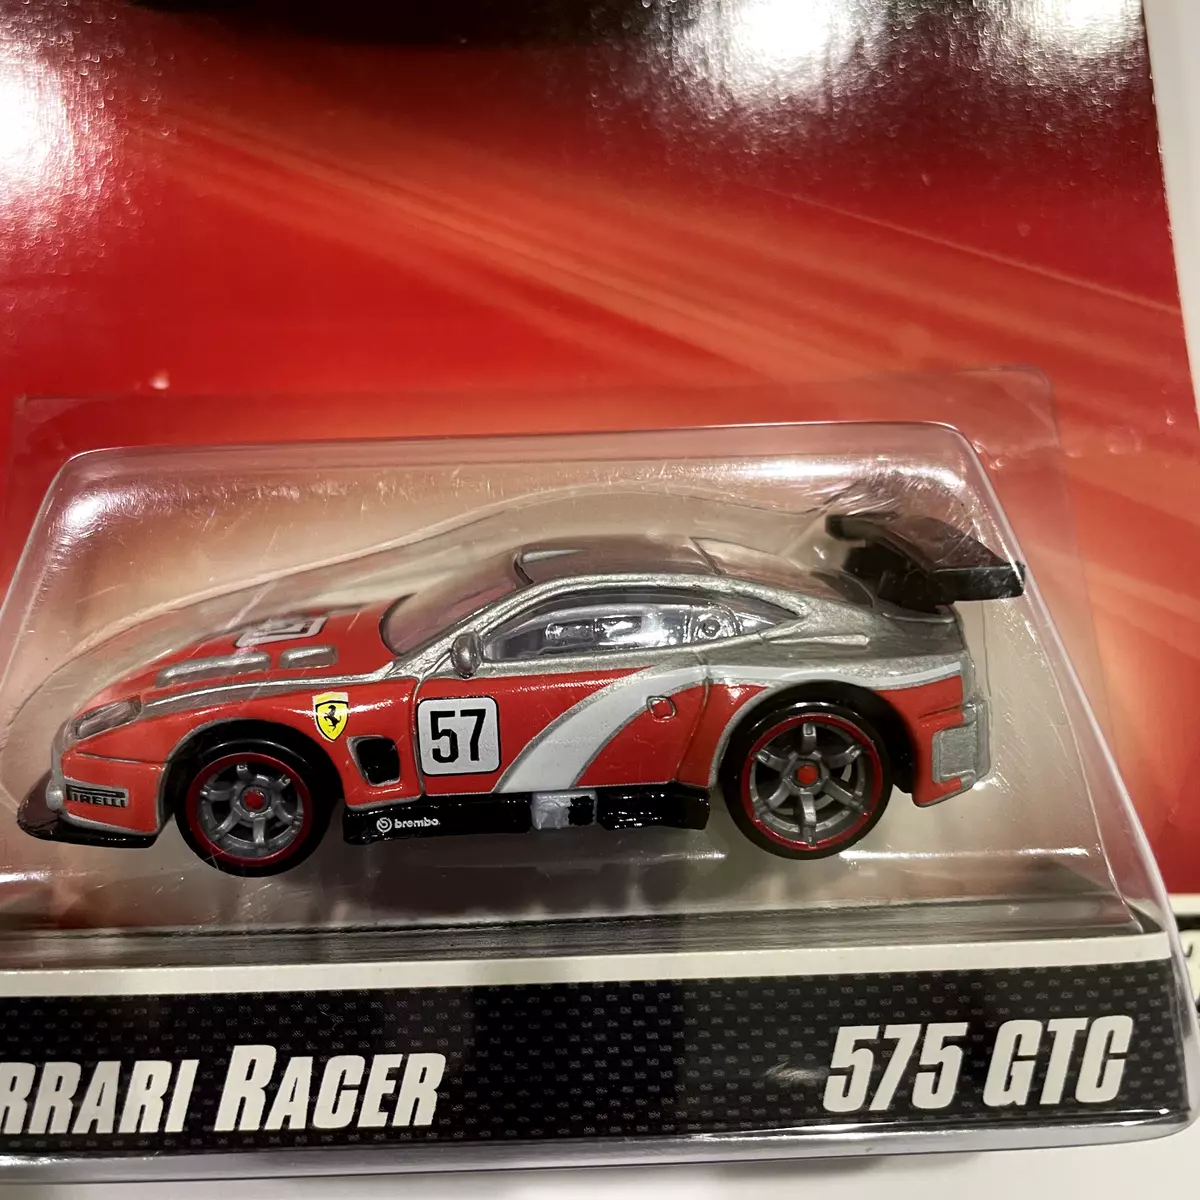 57
PIRELLI
brembo.
RRARI RACER
575 GTC